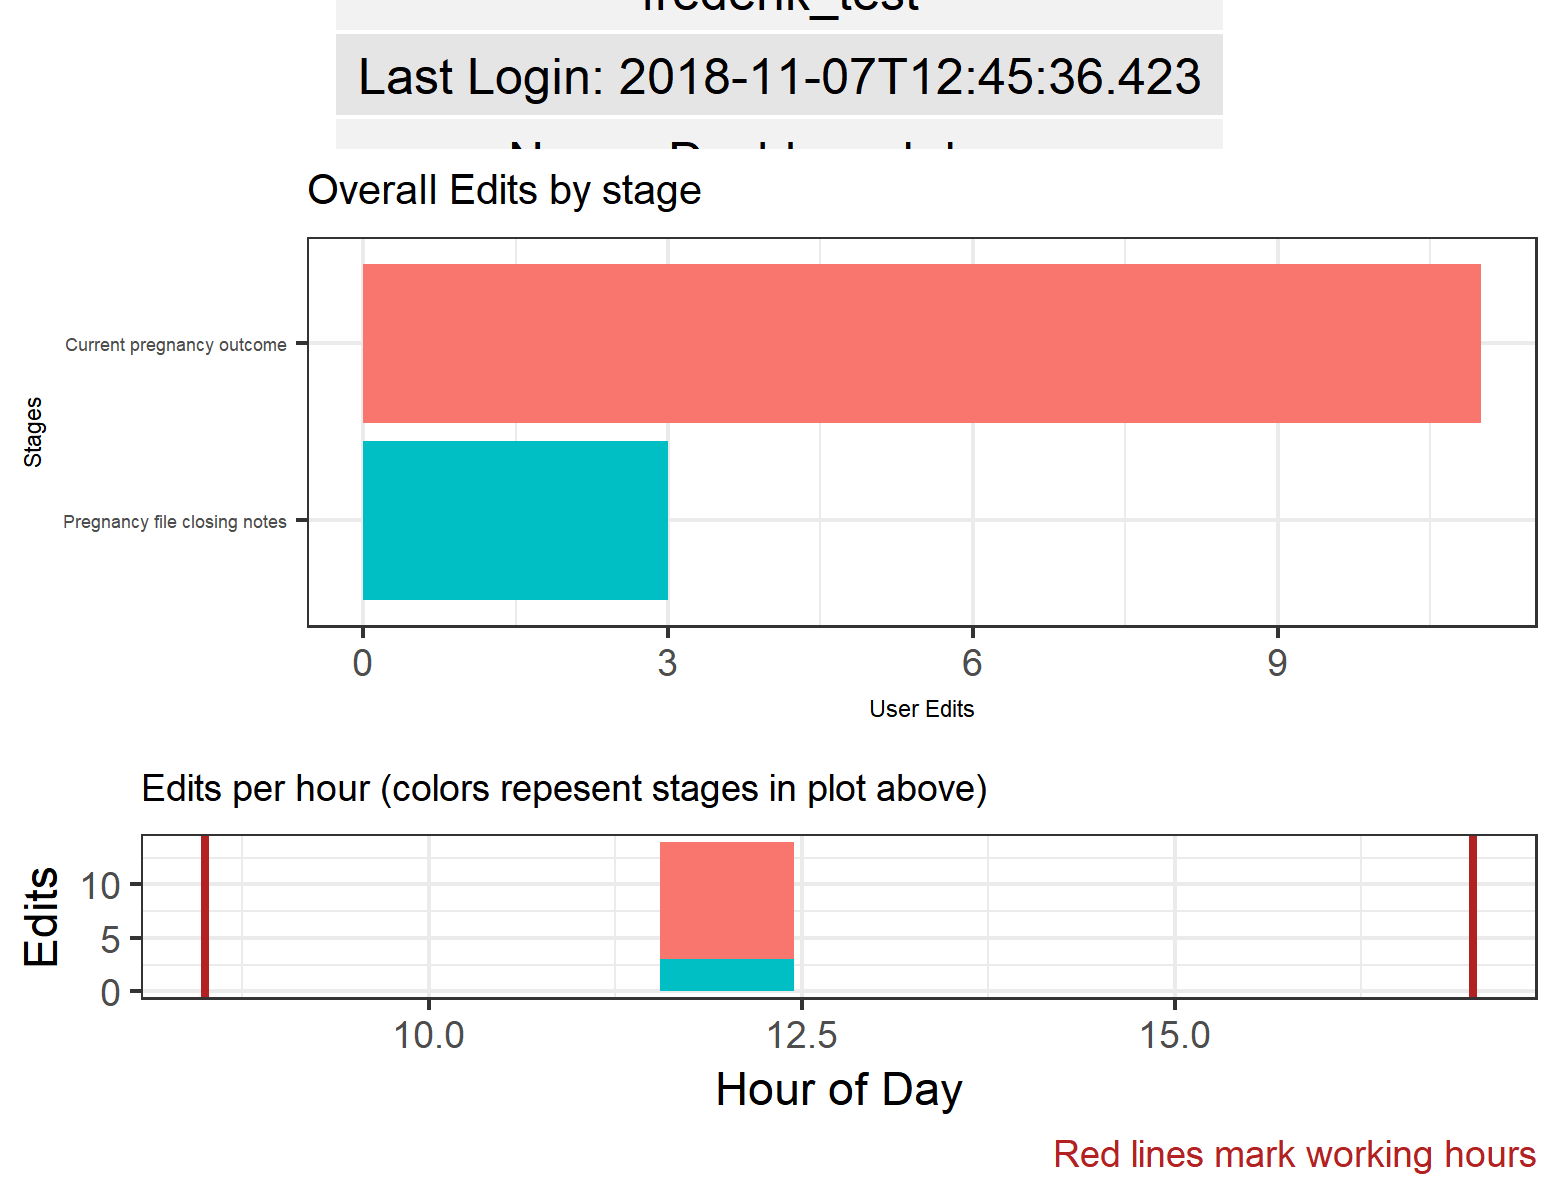 frederik_test
Last Login: 2018-11-07T12:45:36.423
Overall Edits by stage
Current pregnancy outcome
Stages
Pregnancy file closing notes
0 3 6 9
User Edits
Edits per hour (colors repesent stages in plot above)
Edits
10
5
0
10.0 12.5 15.0
Hour of Day
Red lines mark working hours